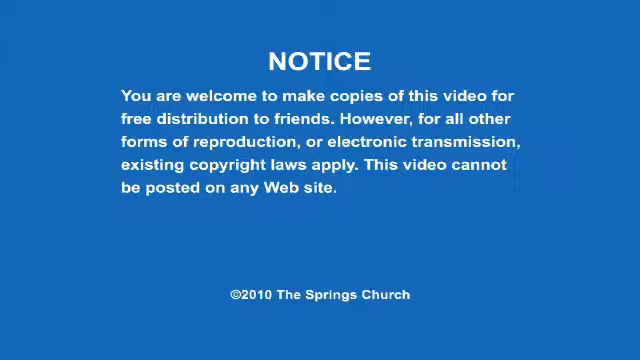 NOTICE
You are welcome to make copies of this video for
free distribution to friends. However, for all other
forms of reproduction, or electronic transmission,
existing copyright laws apply. This video cannot
be posted on any Web site.
©2010 The Springs Church